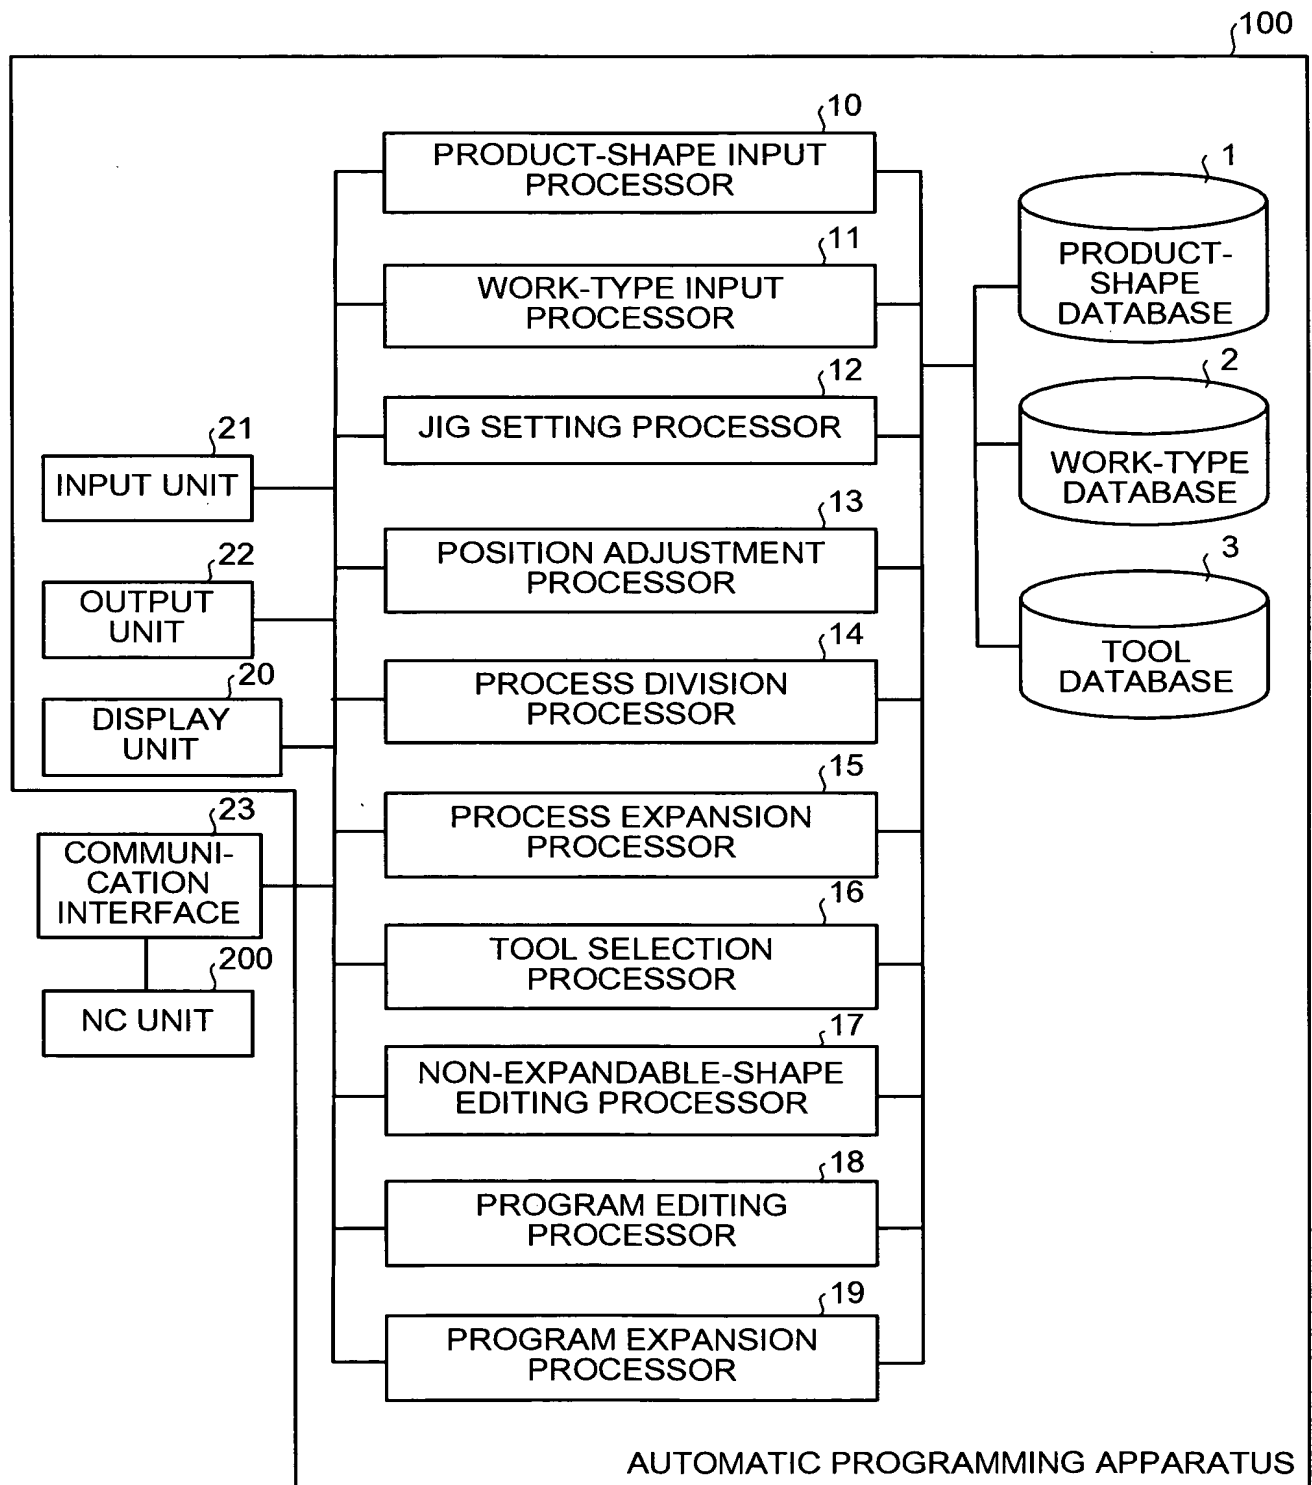 100
10
PRODUCT-SHAPE INPUT
PROCESSOR
11
WORK-TYPE INPUT
PROCESSOR
12
JIG SETTING PROCESSOR
13
POSITION ADJUSTMENT
PROCESSOR
14
PROCESS DIVISION
PROCESSOR
15
PROCESS EXPANSION
PROCESSOR
16
TOOL SELECTION
PROCESSOR
17
NON-EXPANDABLE-SHAPE
EDITING PROCESSOR
18
PROGRAM EDITING
PROCESSOR
19
PROGRAM EXPANSION
PROCESSOR
21
INPUT UNIT
22
OUTPUT
UNIT
20
DISPLAY
UNIT
23
COMMUNI-
CATION
INTERFACE
200
NC UNIT
1
PRODUCT-
SHAPE
DATABASE
2
WORK-TYPE
DATABASE
3
TOOL
DATABASE
AUTOMATIC PROGRAMMING APPARATUS